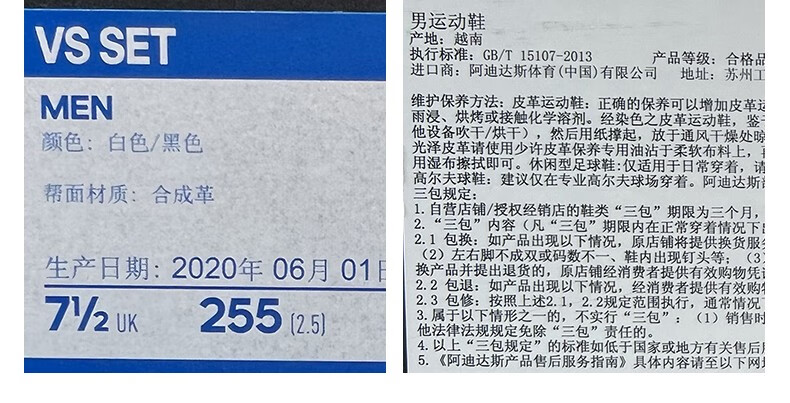 VS SET
MEN
颜色: 白色/黑色
帮面材质: 合成革
生产日期: 2020年 06月 01日
7½ UK 255 (2.5)
男运动鞋
产地: 越南
执行标准: GB/T 15107-2013 产品等级: 合格品
进口商: 阿迪达斯体育(中国)有限公司 地址: 苏州工
维护保养方法: 皮革运动鞋: 正确的保养可以增加皮革运
雨浸、烘烤或接触化学溶剂。经染色之皮革运动鞋, 鉴于
他设备吹干/烘干), 然后用纸撑起, 放于通风干燥处晾
光泽皮革请使用少许皮革保养专用油沾于柔软布料上,
用湿布擦拭即可。休闲型足球鞋:仅适用于日常穿着, 请
高尔夫球鞋: 建议仅在专业高尔夫球场穿着。阿迪达斯
三包规定:
1.自营店铺/授权经销店的鞋类“三包”期限为三个月,
2.“三包”内容(凡“三包”期限内在正常穿着情况下
2.1 包换: 如产品出现以下情况, 原店铺将提供换货服务
(2) 左右脚不成双或码数不一、鞋内出现钉头等; (3)
换产品并提出退货的, 原店铺经消费者提供有效购物凭证
2.2 包退: 如产品出现以下情况, 经消费者提供有效购物
2.3 包修: 按照上述2.1, 2.2规定范围执行, 通常情况下
3.属于以下情形之一的, 不实行“三包”: (1) 销售时
他法律法规规定免除“三包”责任的。
4.以上“三包规定”的标准如低于国家或地方有关售后
5.《阿迪达斯产品售后服务指南》具体内容请至以下网